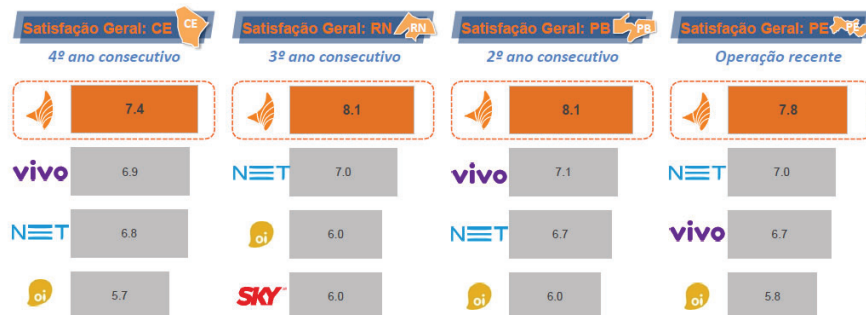 Satisfação Geral: CE CE
4º ano consecutivo
7.4
vivo 6.9
NET 6.8
oi 5.7
Satisfação Geral: RN RN
3º ano consecutivo
8.1
NET 7.0
oi 6.0
SKY 6.0
Satisfação Geral: PB PB
2º ano consecutivo
8.1
vivo 7.1
NET 6.7
oi 6.0
Satisfação Geral: PE PE
Operação recente
7.8
NET 7.0
vivo 6.7
oi 5.8